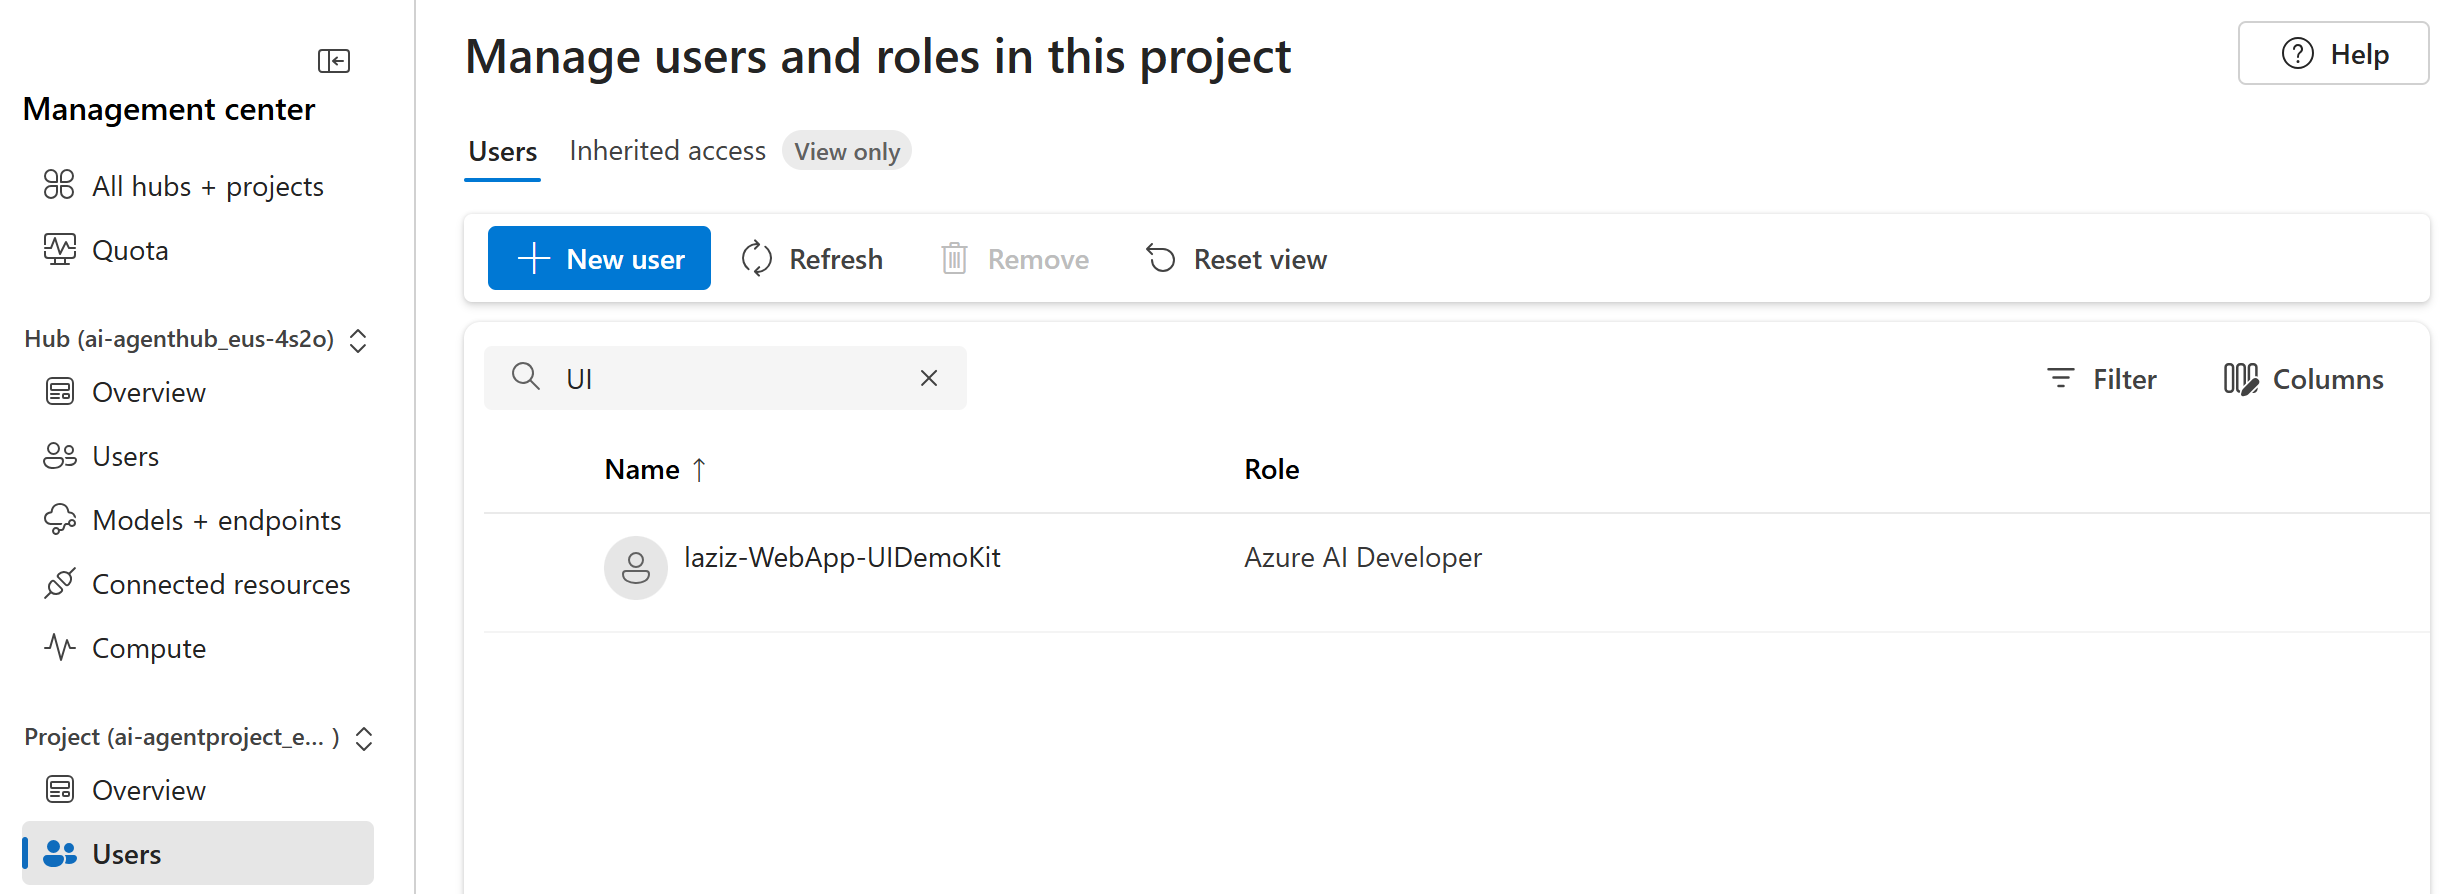 Management center
All hubs + projects
Quota
Hub (ai-agenthub_eus-4s2o)
Overview
Users
Models + endpoints
Connected resources
Compute
Project (ai-agentproject_e... )
Overview
Users
Manage users and roles in this project
Help
Users Inherited access View only
New user Refresh Remove Reset view
UI
Filter Columns
Name ↑ Role
laziz-WebApp-UIDemoKit Azure AI Developer